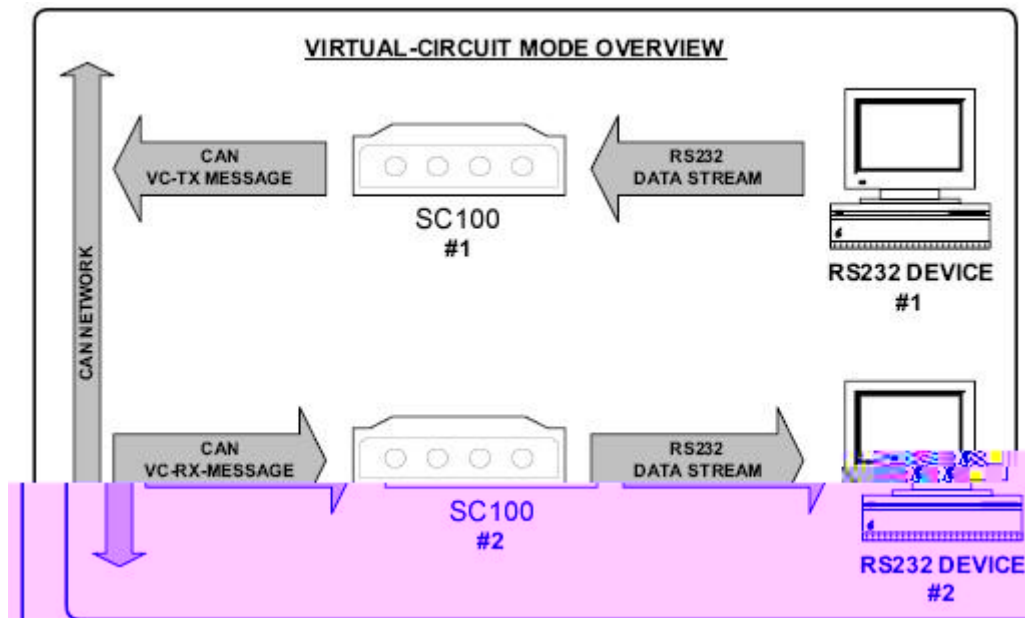 VIRTUAL-CIRCUIT MODE OVERVIEW
CAN
VC-TX MESSAGE
RS232
DATA STREAM
SC100
#1
RS232 DEVICE
#1
CAN NETWORK
CAN
VC-RX-MESSAGE
RS232
DATA STREAM
SC100
#2
RS232 DEVICE
#2